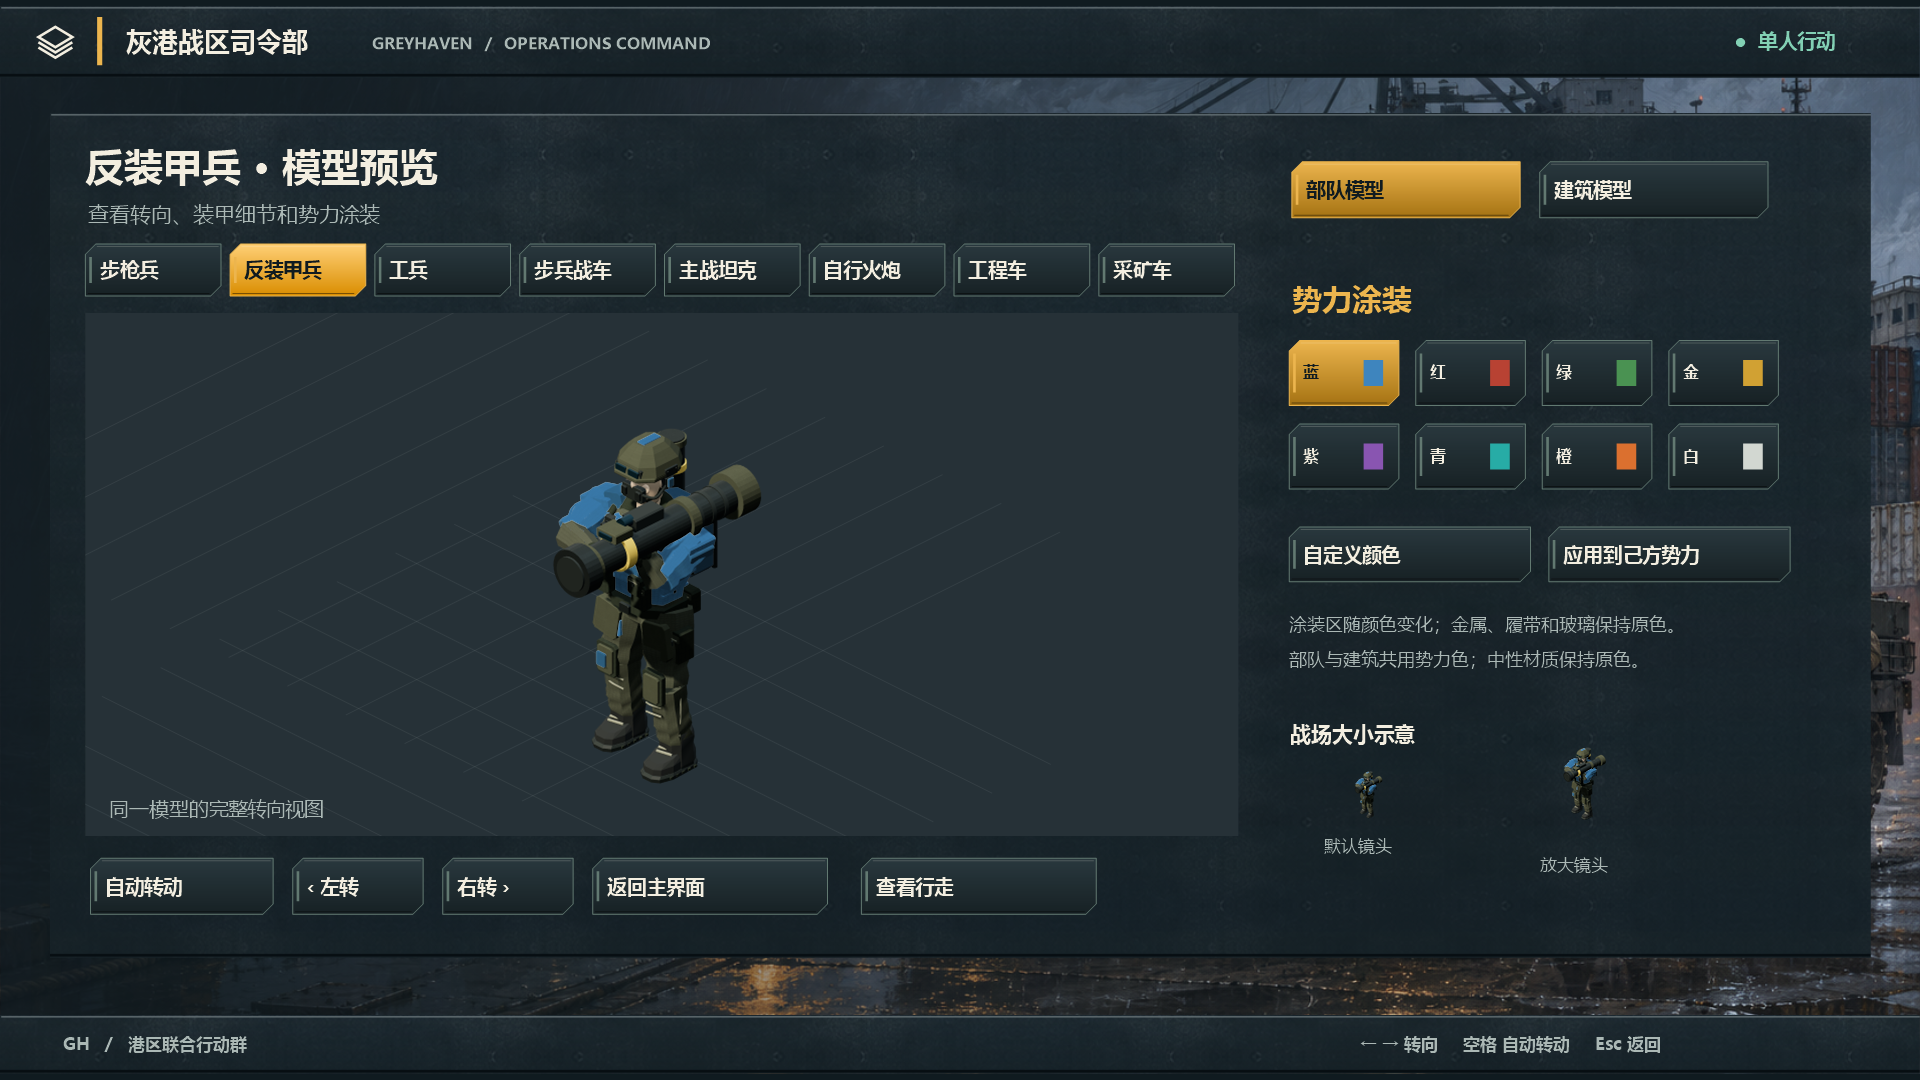 灰港战区司令部
GREYHAVEN / OPERATIONS COMMAND
单人行动
反装甲兵·模型预览
查看转向、装甲细节和势力涂装
部队模型
建筑模型
步枪兵
反装甲兵
工兵
步兵战车
主战坦克
自行火炮
工程车
采矿车
势力涂装
蓝
红
绿
金
紫
青
橙
白
自定义颜色
应用到己方势力
涂装区随颜色变化；金属、履带和玻璃保持原色。
部队与建筑共用势力色；中性材质保持原色。
战场大小示意
默认镜头
放大镜头
同一模型的完整转向视图
自动转动
‹ 左转
右转 ›
返回主界面
查看行走
GH / 港区联合行动群
←→ 转向 空格 自动转动 Esc 返回